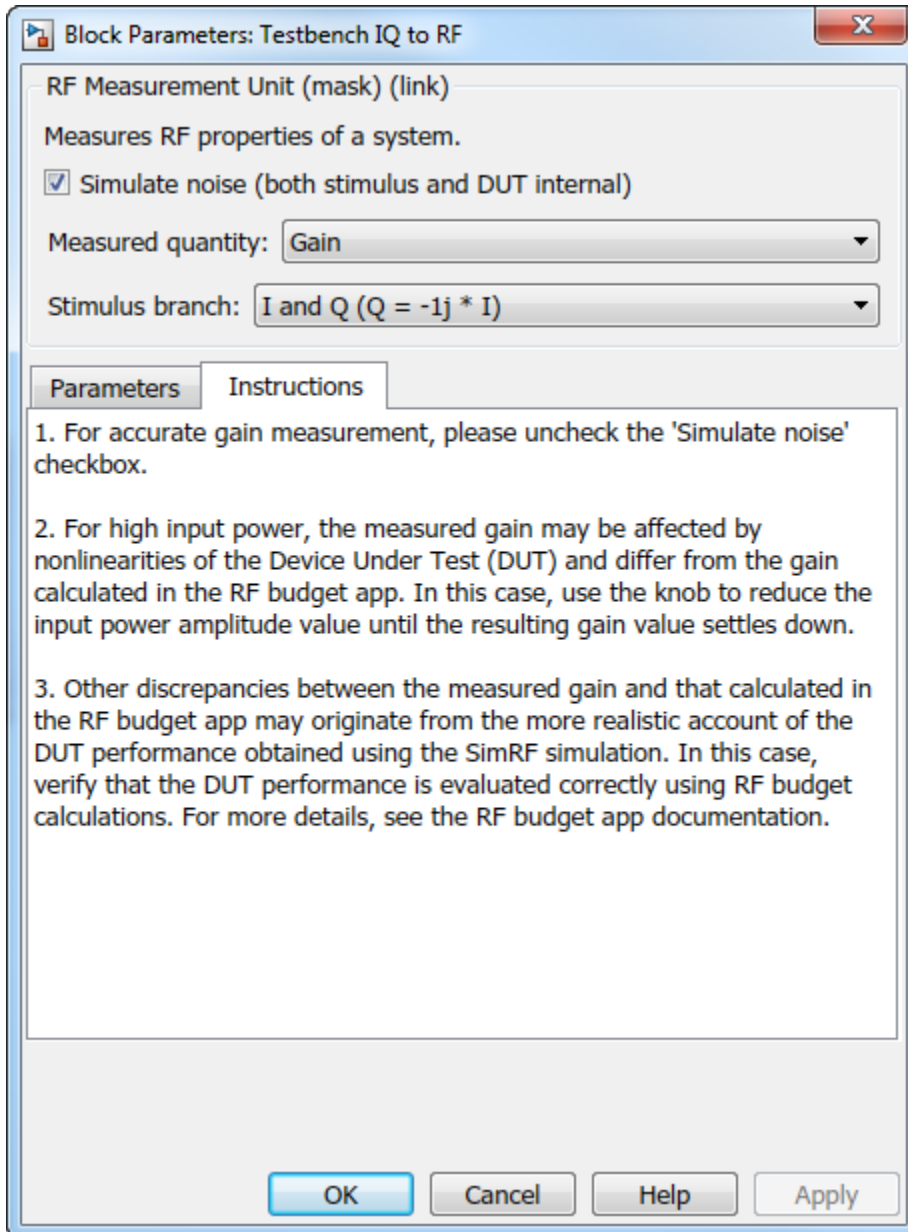 Block Parameters: Testbench IQ to RF
RF Measurement Unit (mask) (link)
Measures RF properties of a system.
Simulate noise (both stimulus and DUT internal)
Measured quantity: Gain
Stimulus branch: I and Q (Q = -1j * I)
Parameters Instructions
1. For accurate gain measurement, please uncheck the 'Simulate noise'
checkbox.
2. For high input power, the measured gain may be affected by
nonlinearities of the Device Under Test (DUT) and differ from the gain
calculated in the RF budget app. In this case, use the knob to reduce the
input power amplitude value until the resulting gain value settles down.
3. Other discrepancies between the measured gain and that calculated in
the RF budget app may originate from the more realistic account of the
DUT performance obtained using the SimRF simulation. In this case,
verify that the DUT performance is evaluated correctly using RF budget
calculations. For more details, see the RF budget app documentation.
OK Cancel Help Apply